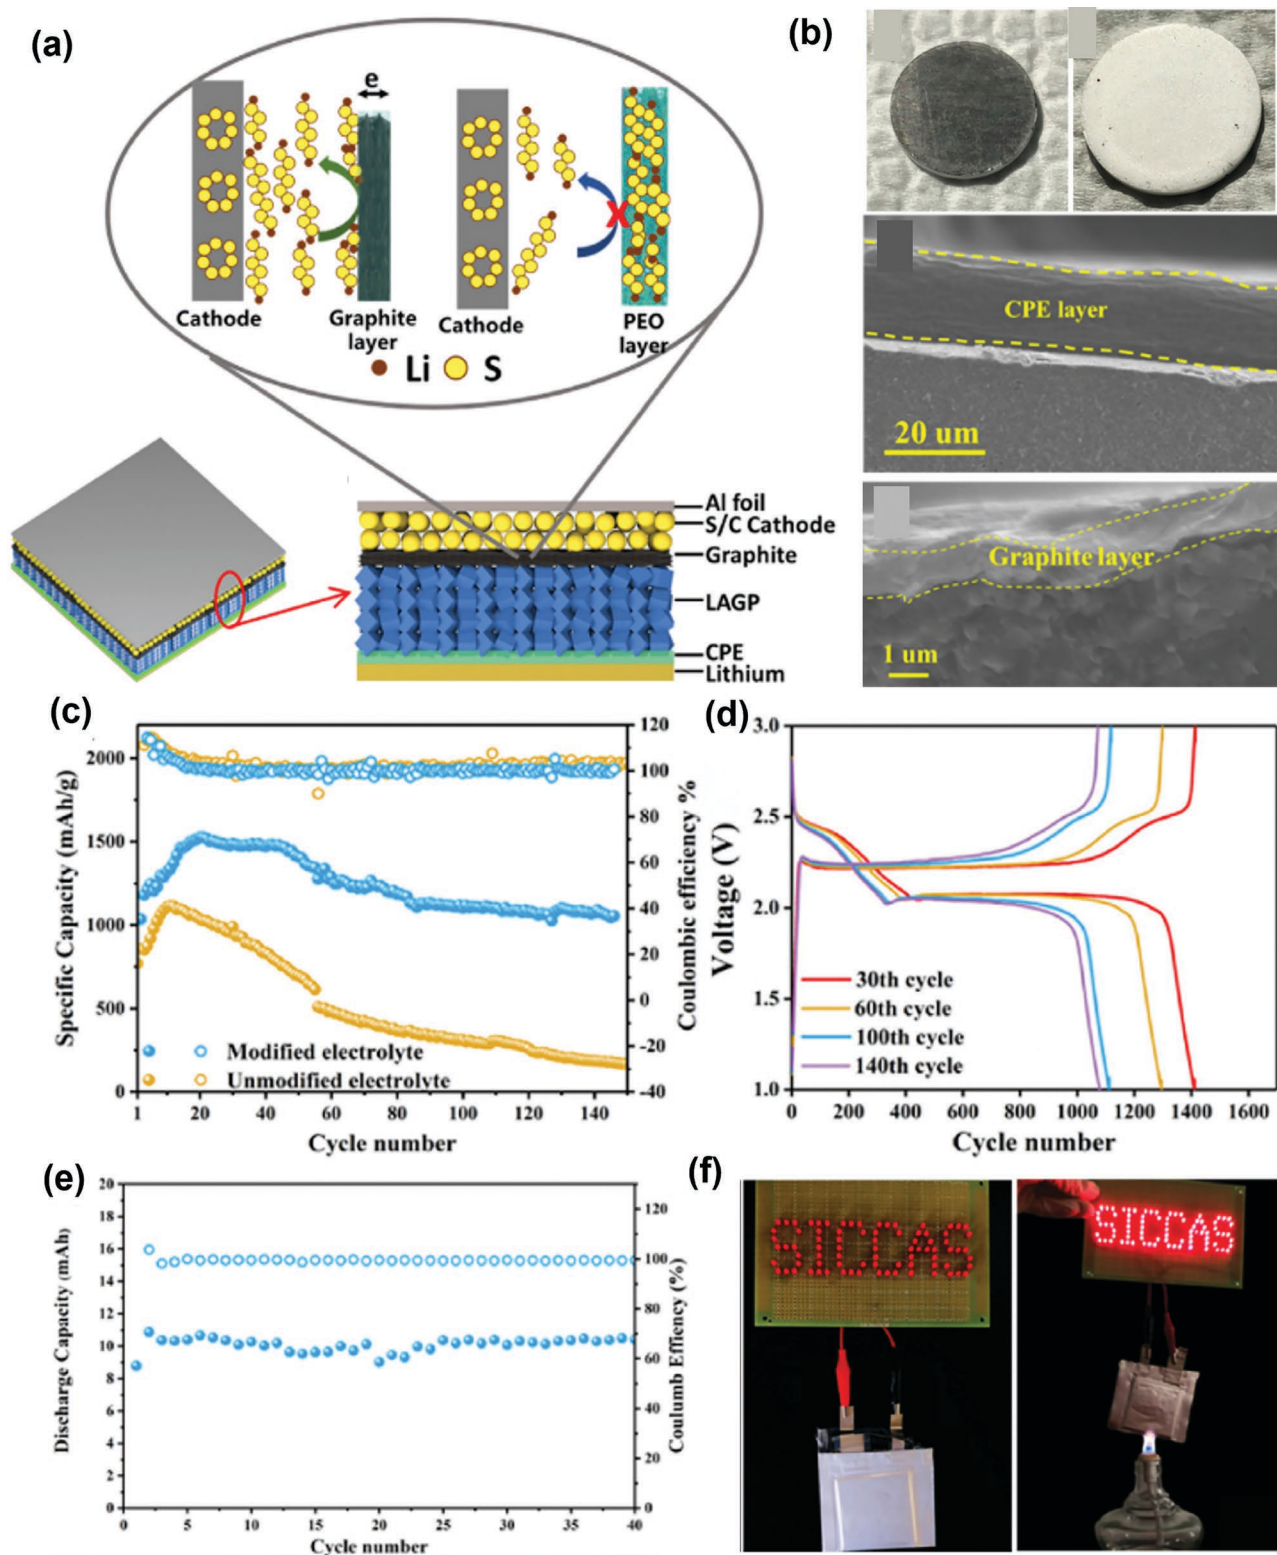 (a)
e
Cathode
Graphite
layer
Cathode
PEO
layer
Li
S
X
Al foil
S/C Cathode
Graphite
LAGP
CPE
Lithium
(b)
CPE layer
20 um
Graphite layer
1 um
(c)
Specific Capacity (mAh/g)
2000
1500
1000
500
0
120
100
80
60
40
20
0
-20
-40
Coulombic efficiency %
Modified electrolyte
Unmodified electrolyte
1 20 40 60 80 100 120 140
Cycle number
(d)
Voltage (V)
3.0
2.5
2.0
1.5
1.0
30th cycle
60th cycle
100th cycle
140th cycle
0 200 400 600 800 1000 1200 1400 1600
Cycle number
(e)
Discharge Capacity (mAh)
20
18
16
14
12
10
8
6
4
2
0
120
100
80
60
40
20
0
Coulumb Effiency (%)
0 5 10 15 20 25 30 35 40
Cycle number
(f)
SICCAS
SICCAS